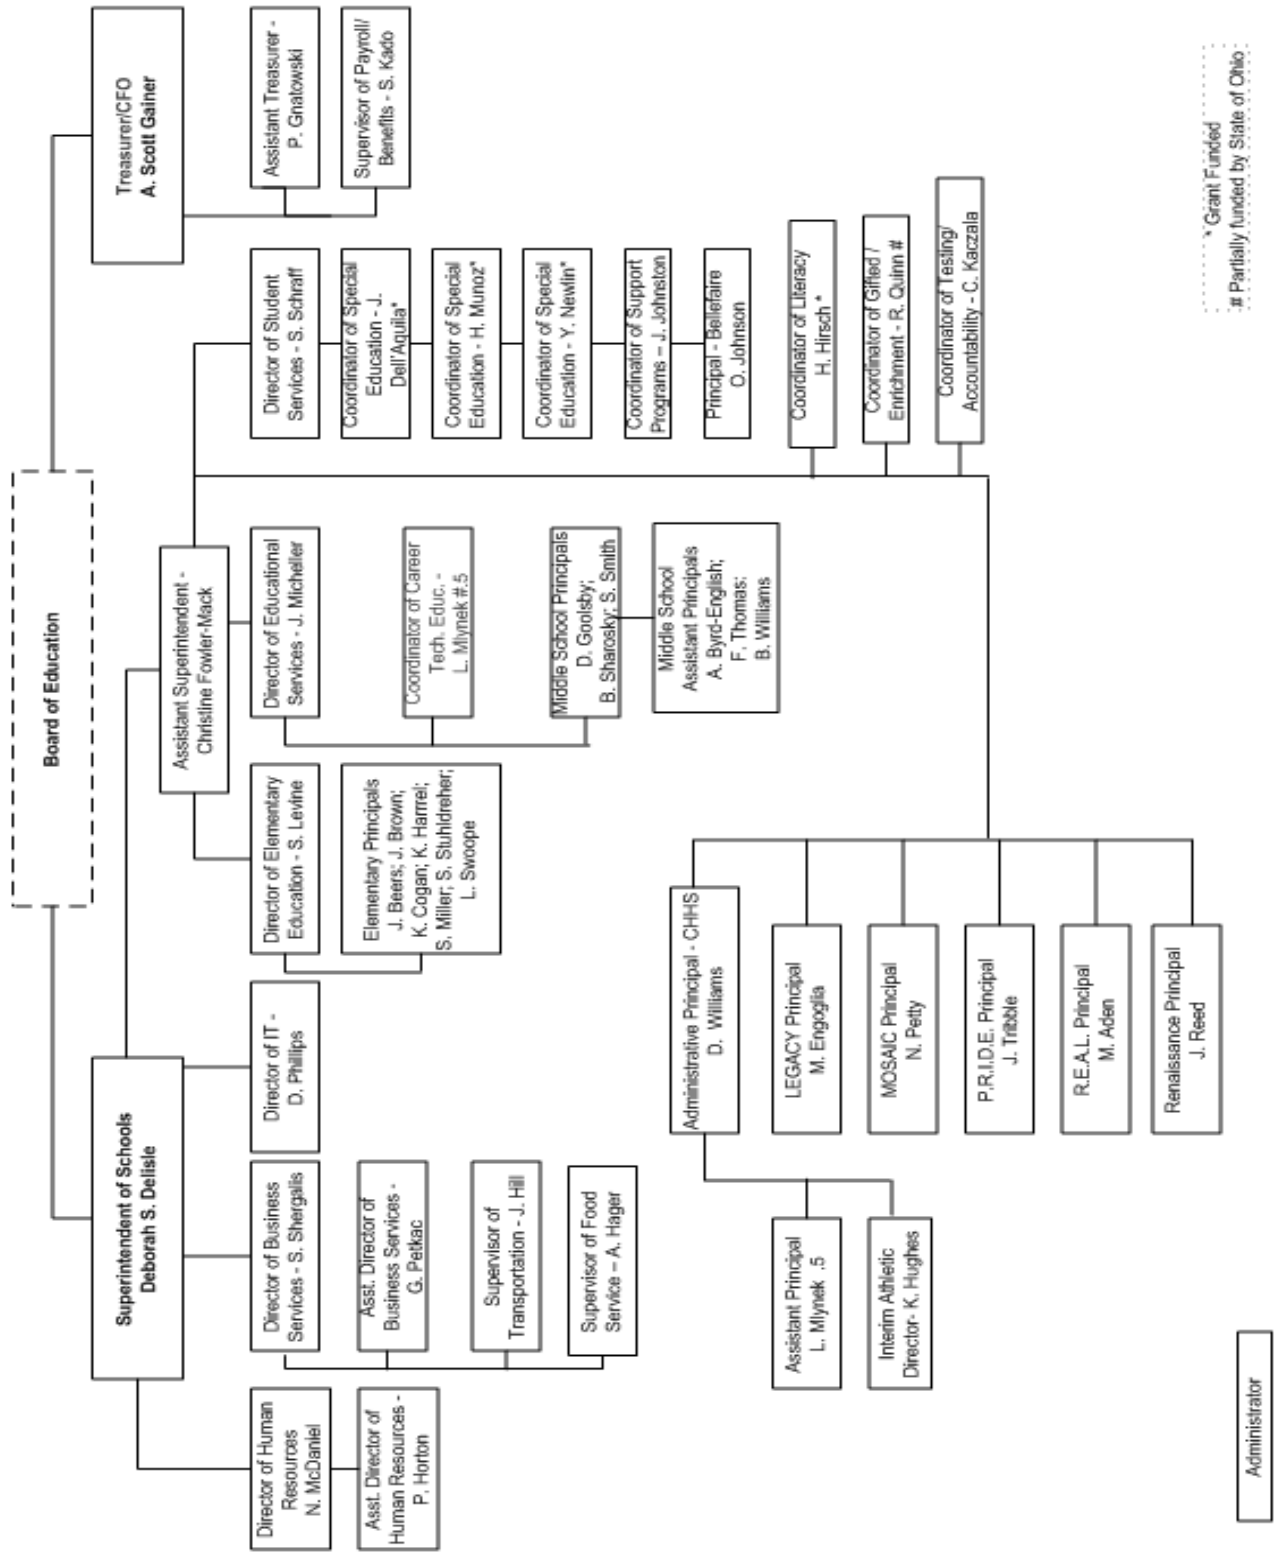 Board of Education
Superintendent of Schools
Deborah S. Delisle
Treasurer/CFO
A. Scott Gainer
Assistant Superintendent -
Christine Fowler-Mack
Director of Human
Resources
N. McDaniel
Asst. Director of
Human Resources -
P. Horton
Director of Business
Services - S. Shergalis
Asst. Director of
Business Services -
G. Petkac
Supervisor of
Transportation - J. Hill
Supervisor of Food
Service – A. Hager
Director of IT -
D. Phillips
Director of Elementary
Education - S. Levine
Elementary Principals
J. Beers; J. Brown;
K. Cogan; K. Harrrel;
S. Miller; S. Stuhldreher;
L. Swoope
Director of Educational
Services - J. Micheller
Coordinator of Career
Tech. Educ. -
L. Mlynek #.5
Middle School Principals
D. Goolsby;
B. Sharosky; S. Smith
Middle School
Assistant Principals
A. Byrd-English;
F. Thomas;
B. Williams
Director of Student
Services - S. Schraff
Coordinator of Special
Education - J.
Dell'Aquila*
Coordinator of Special
Education - H. Munoz*
Coordinator of Special
Education - Y. Newlin*
Coordinator of Support
Programs – J. Johnston
Principal - Bellefaire
O. Johnson
Coordinator of Literacy
H. Hirsch *
Coordinator of Gifted /
Enrichment - R. Quinn #
Coordinator of Testing/
Accountability - C. Kaczala
Assistant Treasurer -
P. Gnatowski
Supervisor of Payroll/
Benefits - S. Kado
Administrative Principal - CHHS
D. Williams
LEGACY Principal
M. Engoglia
MOSAIC Principal
N. Petty
P.R.I.D.E. Principal
J. Tribble
R.E.A.L. Principal
M. Aden
Renaissance Principal
J. Reed
Assistant Principal
L. Mlynek .5
Interim Athletic
Director- K. Hughes
Administrator
* Grant Funded
# Partially funded by State of Ohio